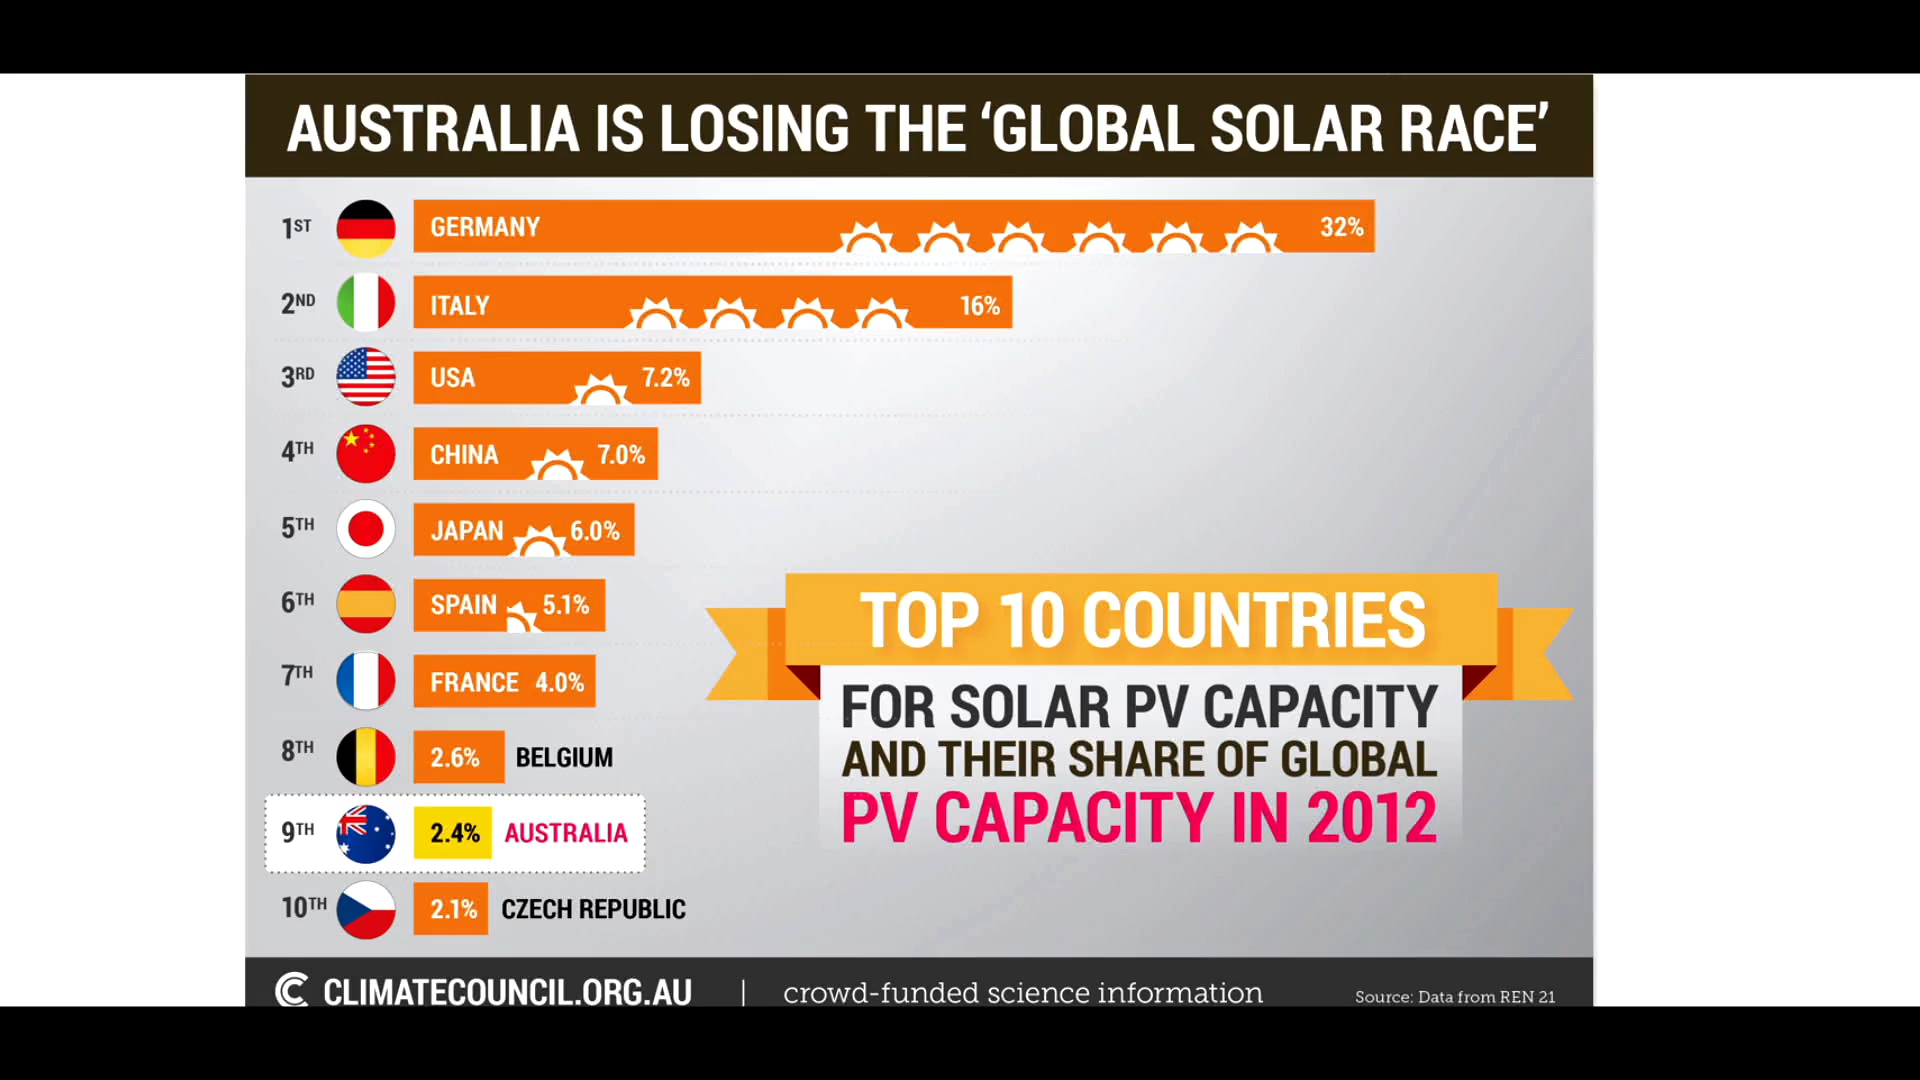 AUSTRALIA IS LOSING THE ‘GLOBAL SOLAR RACE’
1ST GERMANY 32%
2ND ITALY 16%
3RD USA 7.2%
4TH CHINA 7.0%
5TH JAPAN 6.0%
6TH SPAIN 5.1%
7TH FRANCE 4.0%
8TH 2.6% BELGIUM
9TH 2.4% AUSTRALIA
10TH 2.1% CZECH REPUBLIC
TOP 10 COUNTRIES
FOR SOLAR PV CAPACITY
AND THEIR SHARE OF GLOBAL
PV CAPACITY IN 2012
CLIMATECOUNCIL.ORG.AU | crowd-funded science information Source: Data from REN 21